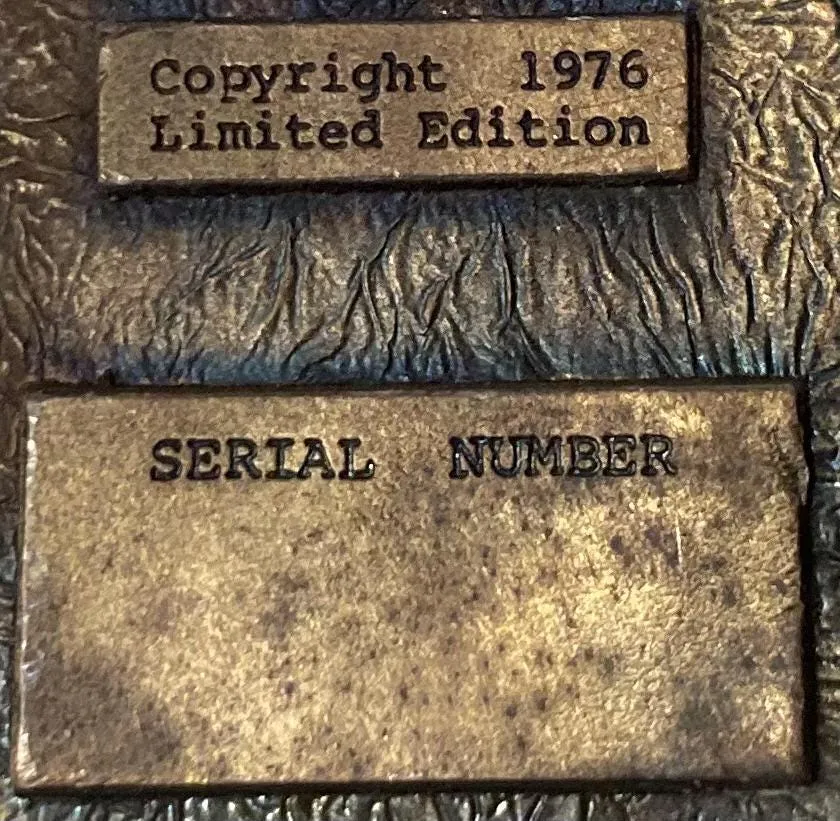 Copyright 1976
Limited Edition
SERIAL NUMBER